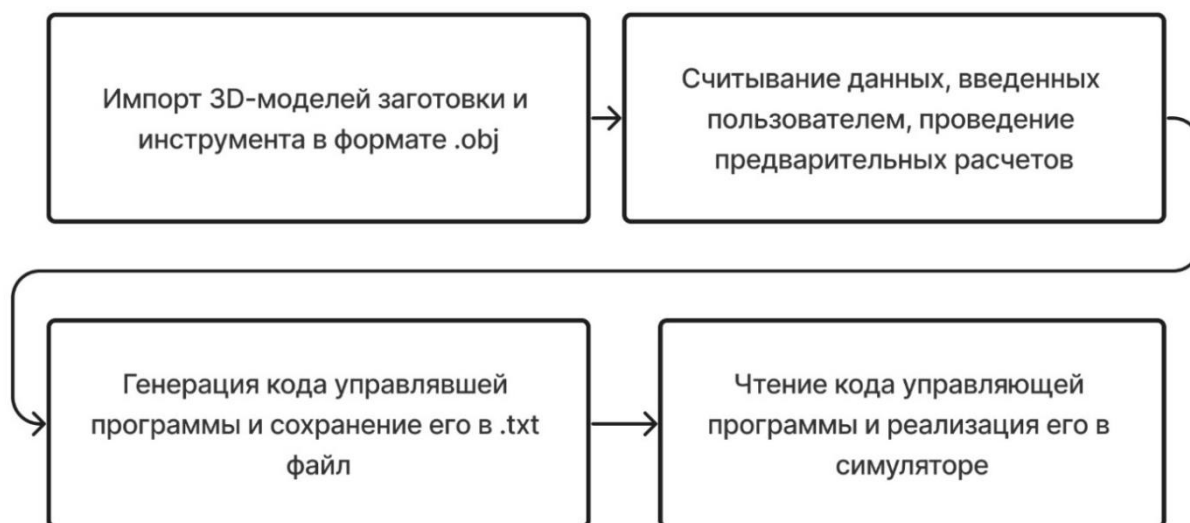 Импорт 3D-моделей заготовки и
инструмента в формате .obj
Считывание данных, введенных
пользователем, проведение
предварительных расчетов
Генерация кода управлявшей
программы и сохранение его в .txt
файл
Чтение кода управляющей
программы и реализация его в
симуляторе